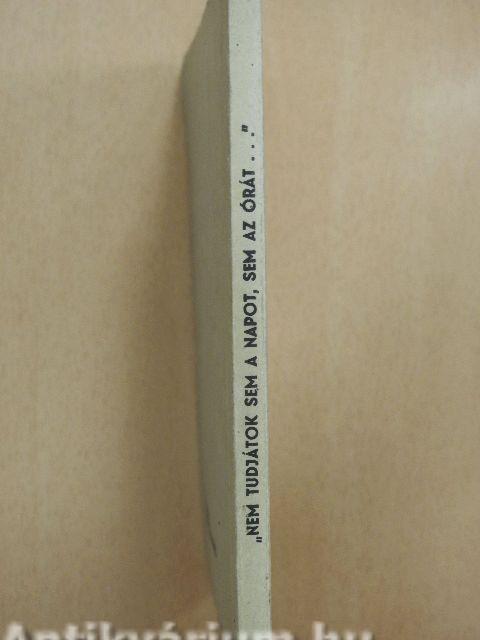 „NEM TUDJÁTOK SEM A NAPOT, SEM AZ ÓRÁT . . ."
Antikvárium.hu